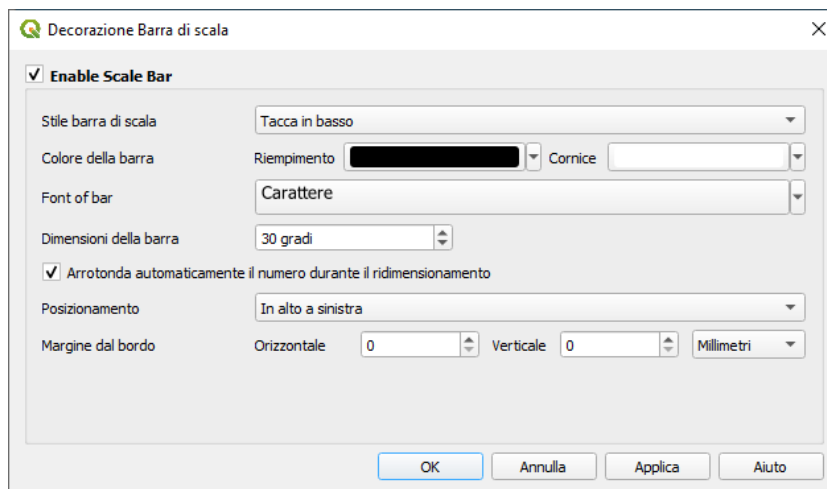 Decorazione Barra di scala
Enable Scale Bar
Stile barra di scala Tacca in basso
Colore della barra Riempimento Cornice
Font of bar Carattere
Dimensioni della barra 30 gradi
Arrotonda automaticamente il numero durante il ridimensionamento
Posizionamento In alto a sinistra
Margine dal bordo Orizzontale 0 Verticale 0 Millimetri
OK Annulla Applica Aiuto